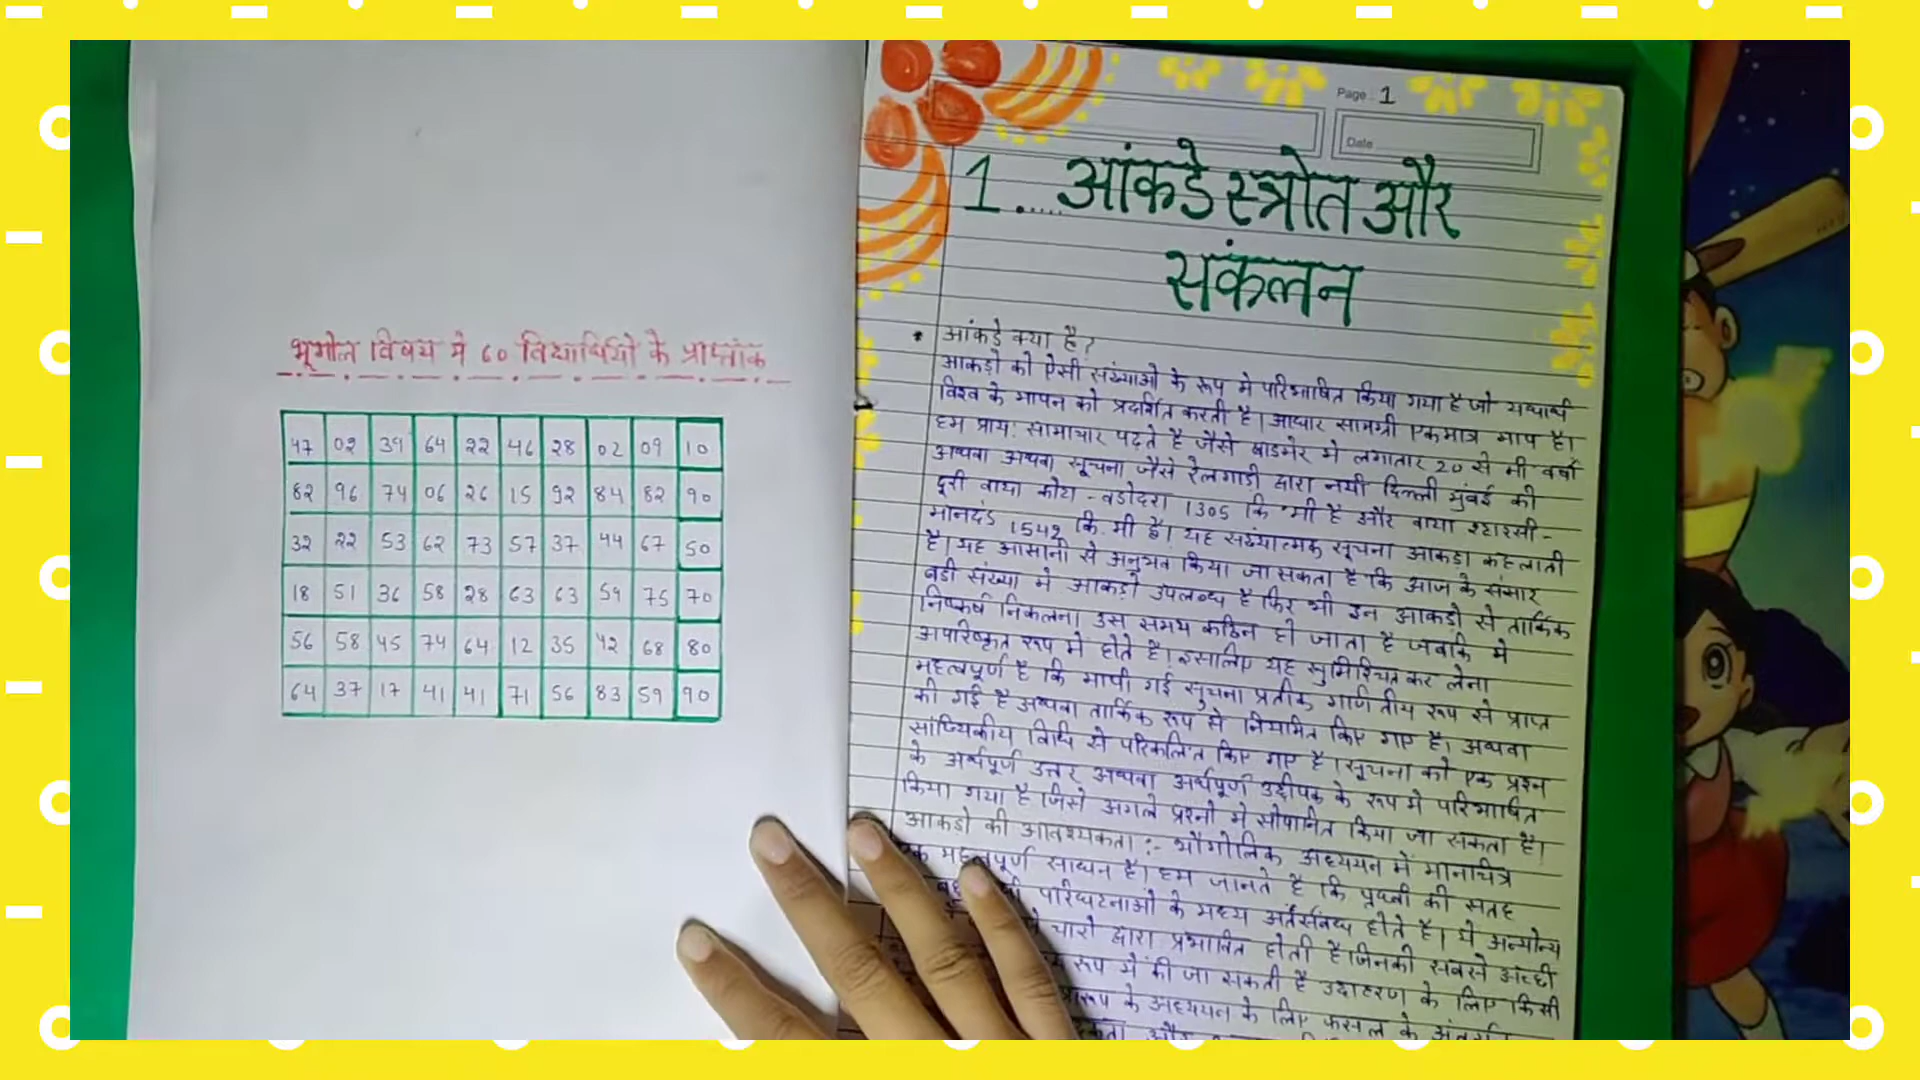 भूगोल विषय मे 60 विद्यार्थियो के प्राप्तांक
47 02 39 64 22 46 28 02 09 10
82 96 74 06 26 15 92 84 82 90
32 22 53 62 73 57 37 44 67 50
18 51 36 58 28 63 63 59 75 70
56 58 45 74 64 12 35 42 68 80
64 37 17 41 41 71 56 83 59 90
Page 1
Date
1..... आंकडे स्त्रोत और
संकलन
आंकडे क्या है?
आकड़ो को ऐसी संख्याओ के रूप मे परिभाषित किया गया है जो यथार्थ
विश्व के मापन को प्रदर्शित करती है। आधार सामग्री एकमात्र माप है।
हम प्राय: सामाचार पढ़ते है जैसे बाडमेर मे लगातार 20 से मी वर्षा
अथवा अथवा सूचना जैसे रेलगाडी द्वारा नयी दिल्ली मुंबई की
दूरी वाया कोटा - वडोदरा 1305 कि मी है और वाया इटारसी -
मानदंड 1542 कि. मी है। यह संख्यात्मक सूचना आकड़ा कहलाती
है। यह आसानी से अनुभव किया जा सकता है कि आज के संसार
बडी संख्या मे आकड़ो उपलब्ध है फिर भी इन आकड़ो से तार्किक
निष्कर्ष निकलना उस समय कठिन हो जाता है जबकि मे
अपरिष्कृत रूप में होते है। इसलिए यह सुनिश्चित कर लेना
महत्वपूर्ण है कि मापी गई सुचना प्रतीक गणितीय रूप से प्राप्त
की गई है अथवा तार्किक रूप से नियमित किए गए है। अथवा
सांख्यिकीय विधि से परिकलित किए गए है। सूचना को एक प्रश्न
के अर्थपूर्ण उत्तर अथवा अर्थपूर्ण उद्दीपक के रूप मे परिभाषित
किया गया है जिसे अगले प्रश्नो मे सोपानित किया जा सकता है।
आकड़ो की आवश्यकता :- भौगोलिक अध्ययन में मानचित्र
महत्वपूर्ण साधन है। हम जानते है कि पृथ्वी की सतह
परिघटनाओ के मध्य अर्तसंबध होते है। ये अन्योन्य
चारो द्वारा प्रभावित होती है जिनकी सबसे अच्छी
रूप में की जा सकती है उदाहरण के लिए किसी
प्रारूप के अध्ययन के लिए फसल के अंतर्गत
और